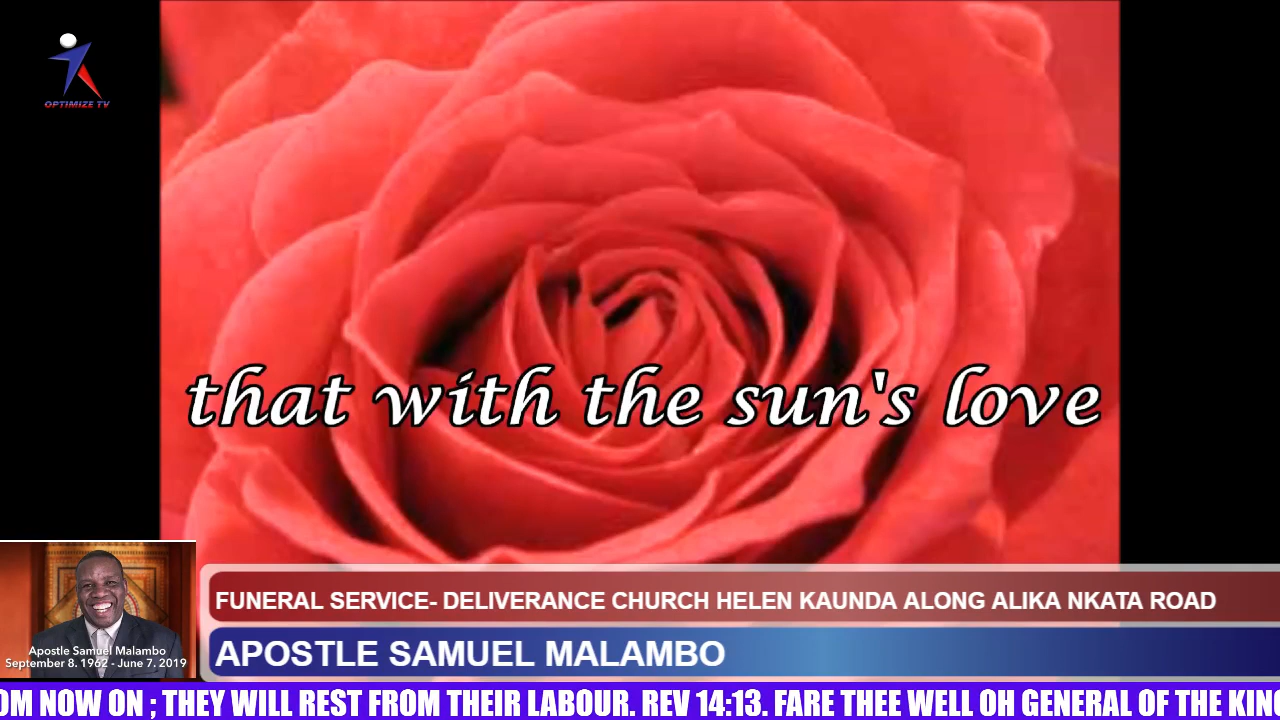 OPTIMIZE TV
that with the sun's love
FUNERAL SERVICE- DELIVERANCE CHURCH HELEN KAUNDA ALONG ALIKA NKATA ROAD
APOSTLE SAMUEL MALAMBO
Apostle Samuel Malambo
September 8. 1962 - June 7. 2019
OM NOW ON ; THEY WILL REST FROM THEIR LABOUR. REV 14:13. FARE THEE WELL OH GENERAL OF THE KING